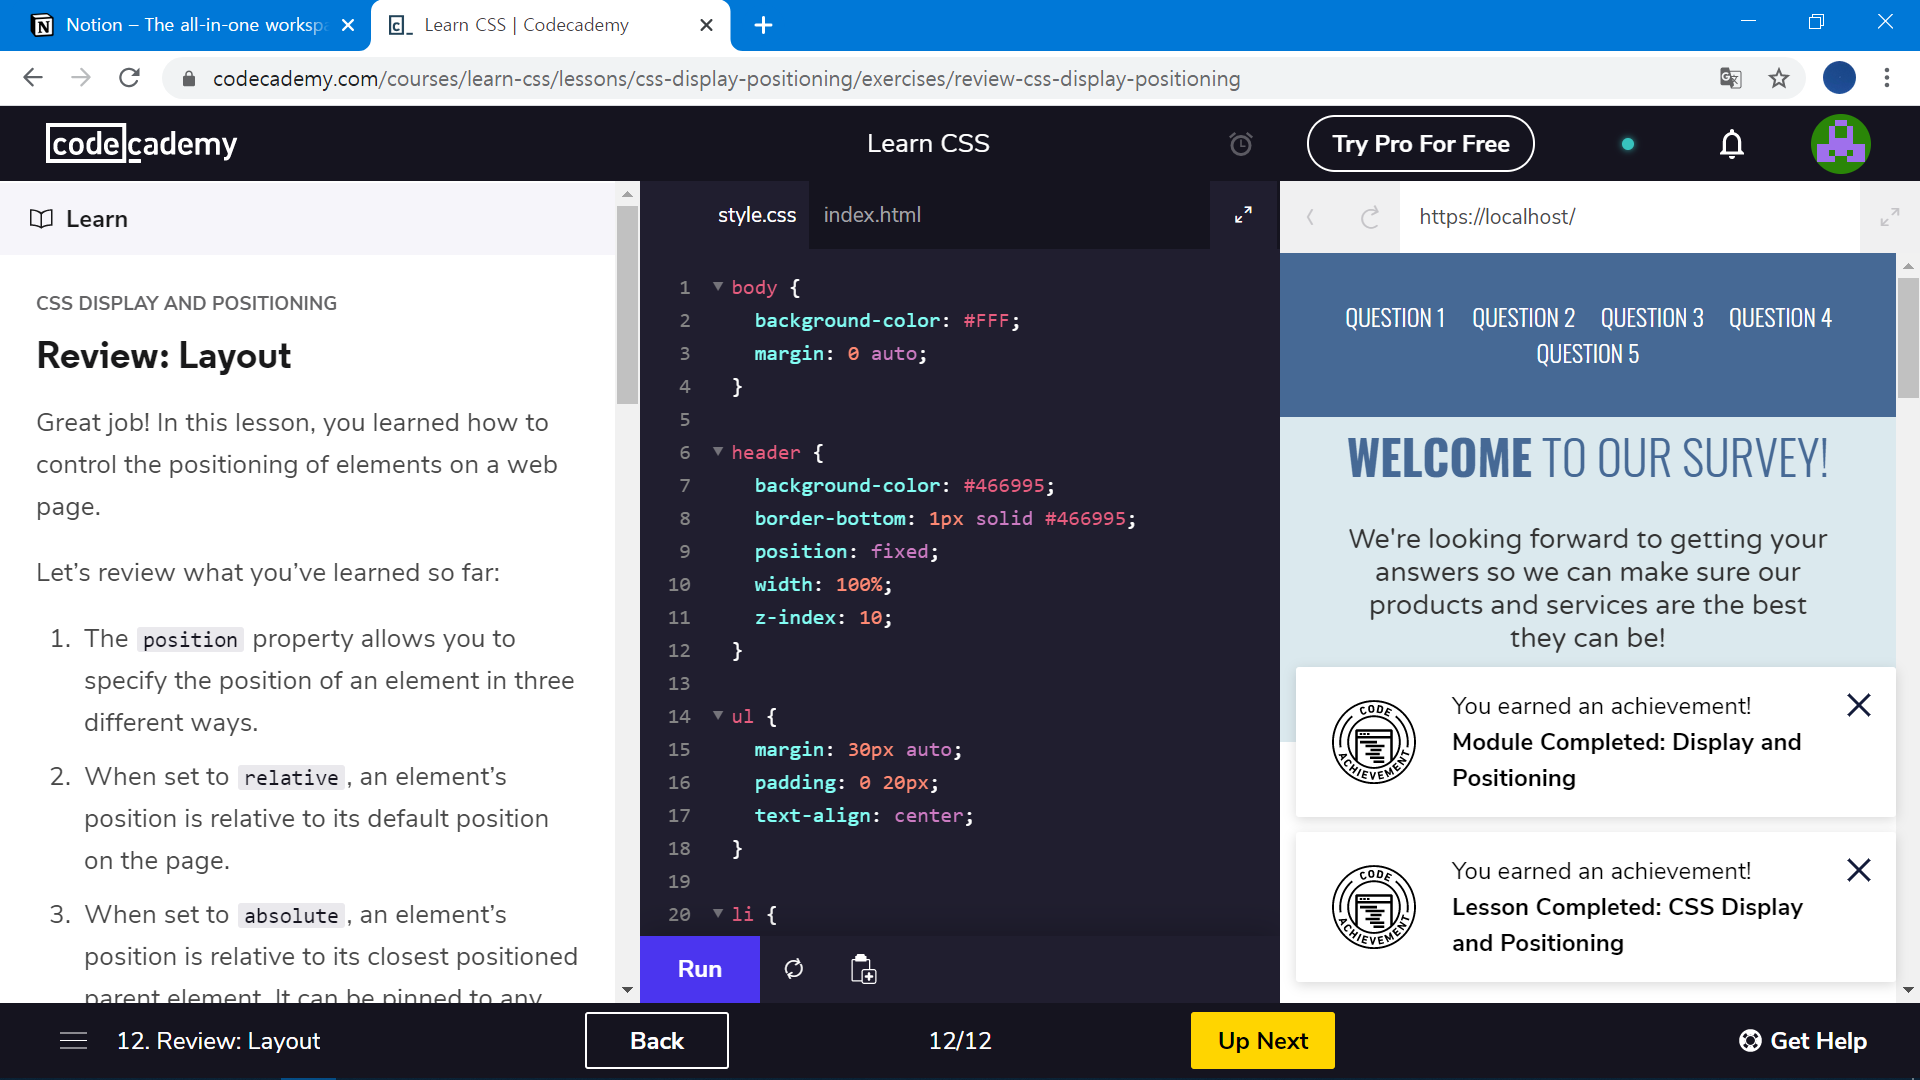 Notion – The all-in-one worksp
Learn CSS | Codecademy
codecademy.com/courses/learn-css/lessons/css-display-positioning/exercises/review-css-display-positioning
codecademy
Learn CSS
Try Pro For Free
Learn
CSS DISPLAY AND POSITIONING
Review: Layout
Great job! In this lesson, you learned how to
control the positioning of elements on a web
page.
Let’s review what you’ve learned so far:
1. The position property allows you to
specify the position of an element in three
different ways.
2. When set to relative, an element’s
position is relative to its default position
on the page.
3. When set to absolute, an element’s
position is relative to its closest positioned
parent element. It can be pinned to any
style.css
index.html
1 body {
2 background-color: #FFF;
3 margin: 0 auto;
4 }
5
6 header {
7 background-color: #466995;
8 border-bottom: 1px solid #466995;
9 position: fixed;
10 width: 100%;
11 z-index: 10;
12 }
13
14 ul {
15 margin: 30px auto;
16 padding: 0 20px;
17 text-align: center;
18 }
19
20 li {
Run
https://localhost/
QUESTION 1 QUESTION 2 QUESTION 3 QUESTION 4
QUESTION 5
WELCOME TO OUR SURVEY!
We're looking forward to getting your
answers so we can make sure our
products and services are the best
they can be!
CODE ACHIEVEMENT
You earned an achievement!
Module Completed: Display and
Positioning
CODE ACHIEVEMENT
You earned an achievement!
Lesson Completed: CSS Display
and Positioning
12. Review: Layout
Back
12/12
Up Next
Get Help